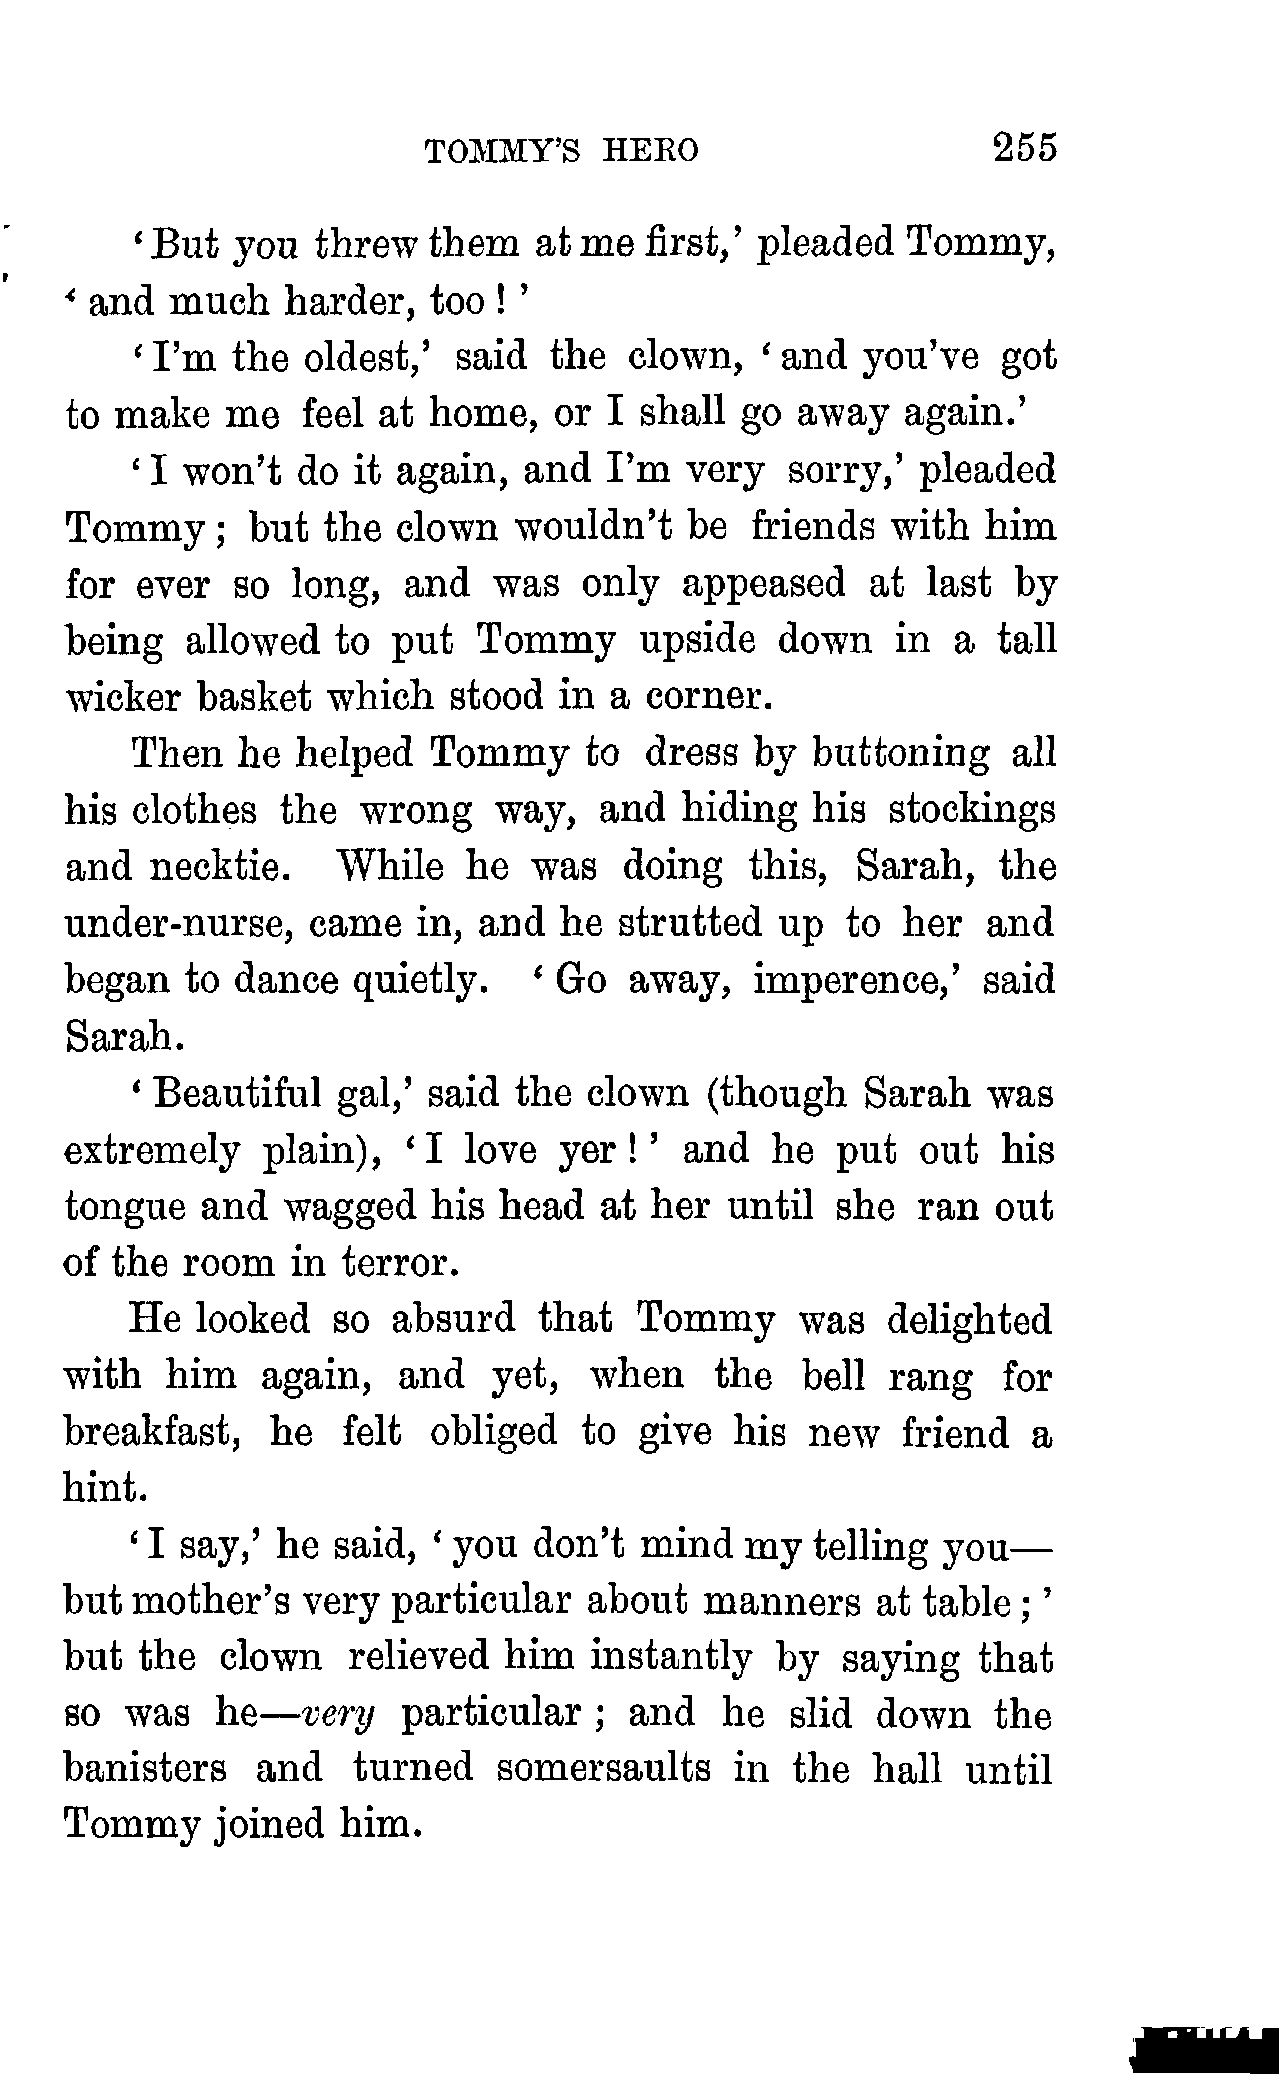 TOMMY'S HERO 255
‘But you threw them at me first,’ pleaded Tommy,
‘and much harder, too!’
‘I'm the oldest,’ said the clown, ‘and you've got
to make me feel at home, or I shall go away again.’
‘I won't do it again, and I'm very sorry,’ pleaded
Tommy; but the clown wouldn't be friends with him
for ever so long, and was only appeased at last by
being allowed to put Tommy upside down in a tall
wicker basket which stood in a corner.
Then he helped Tommy to dress by buttoning all
his clothes the wrong way, and hiding his stockings
and necktie. While he was doing this, Sarah, the
under-nurse, came in, and he strutted up to her and
began to dance quietly. ‘Go away, imperence,’ said
Sarah.
‘Beautiful gal,’ said the clown (though Sarah was
extremely plain), ‘I love yer!’ and he put out his
tongue and wagged his head at her until she ran out
of the room in terror.
He looked so absurd that Tommy was delighted
with him again, and yet, when the bell rang for
breakfast, he felt obliged to give his new friend a
hint.
‘I say,’ he said, ‘you don't mind my telling you—
but mother's very particular about manners at table;’
but the clown relieved him instantly by saying that
so was he—very particular; and he slid down the
banisters and turned somersaults in the hall until
Tommy joined him.